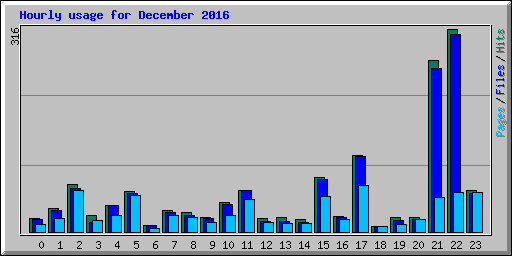 Hourly usage for December 2016
316
Pages / Files / Hits
0 1 2 3 4 5 6 7 8 9 10 11 12 13 14 15 16 17 18 19 20 21 22 23